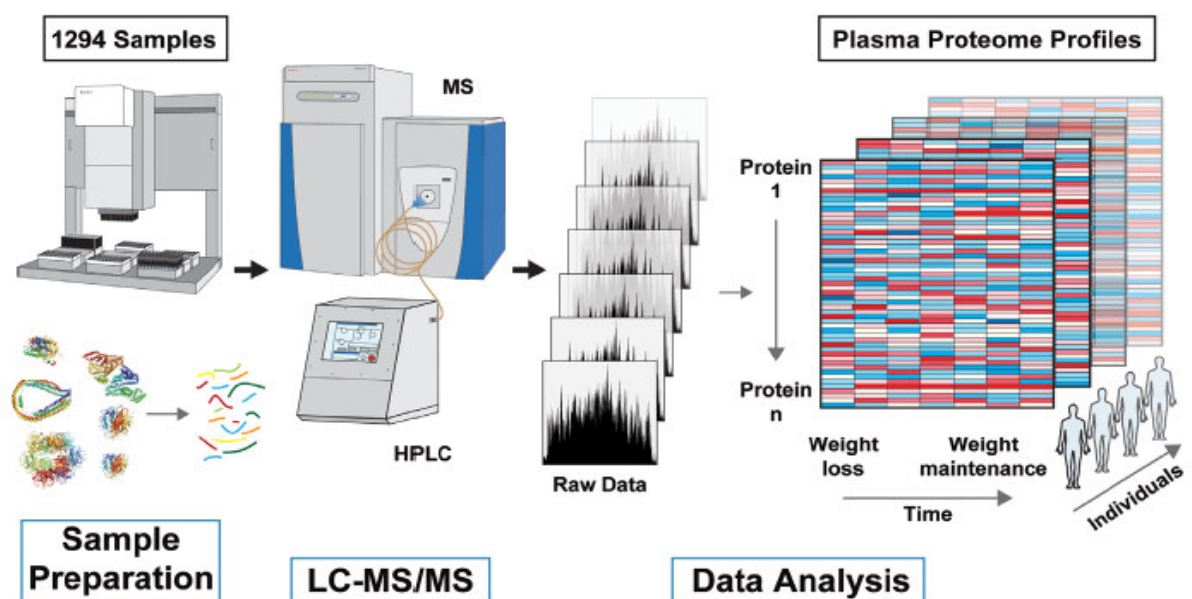 1294 Samples
MS
Plasma Proteome Profiles
Protein
1
Protein
n
HPLC
Raw Data
Weight
loss
Weight
maintenance
Time
Individuals
Sample
Preparation
LC-MS/MS
Data Analysis